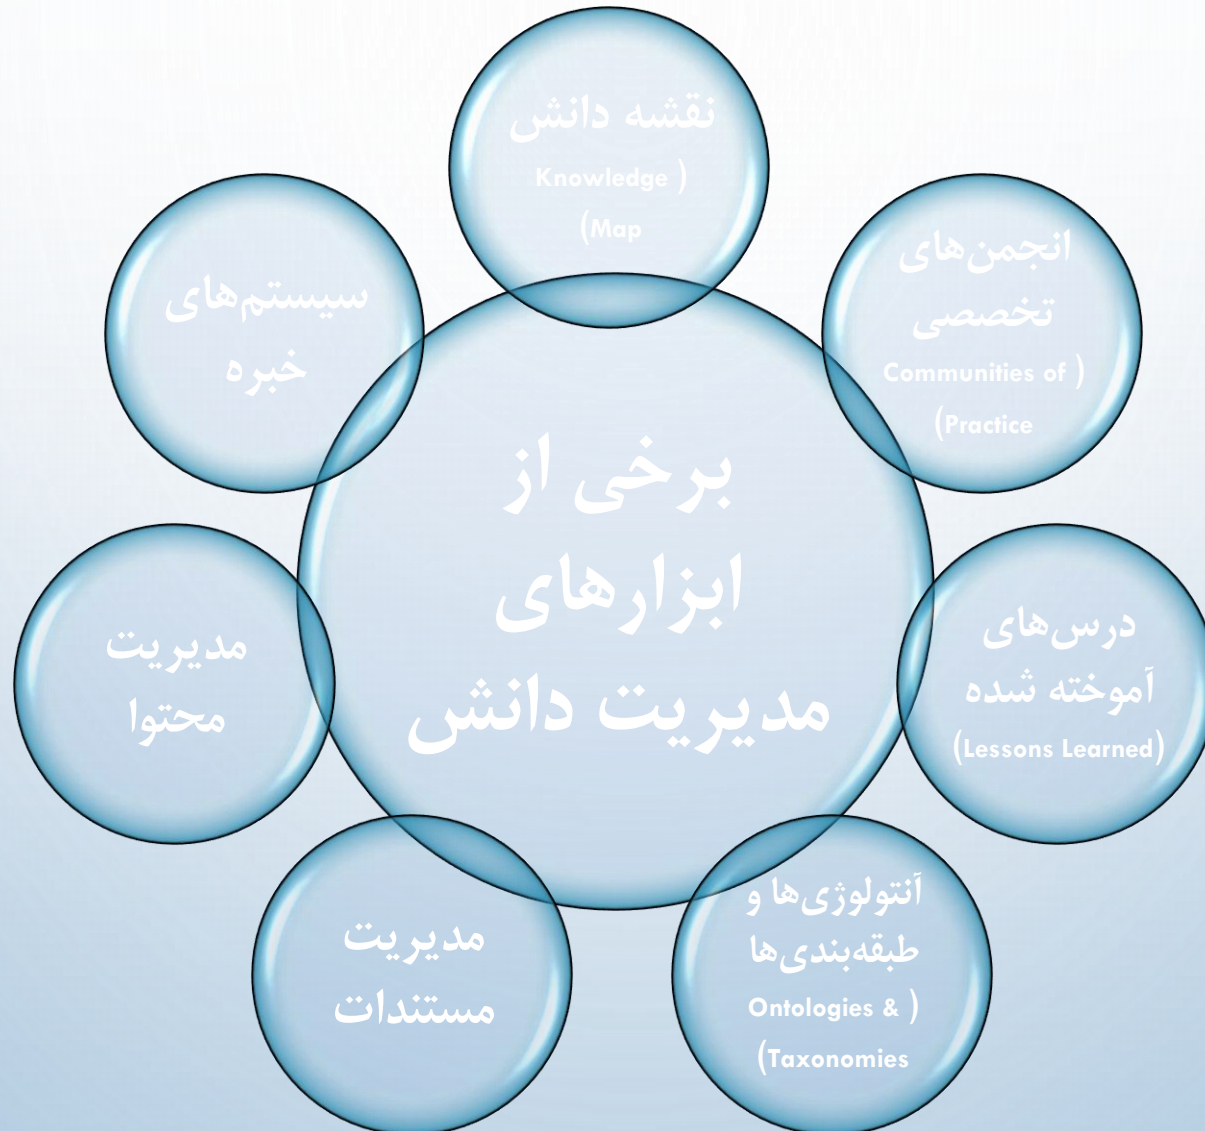 نقشه دانش
(Knowledge
Map)
انجمن‌های
تخصصی
(Communities of
Practice)
درس‌های
آموخته شده
(Lessons Learned)
آنتولوژی‌ها و
طبقه‌بندی‌ها
(Ontologies &
Taxonomies)
مدیریت
مستندات
مدیریت
محتوا
سیستم‌های
خبره
برخی از
ابزارهای
مدیریت دانش